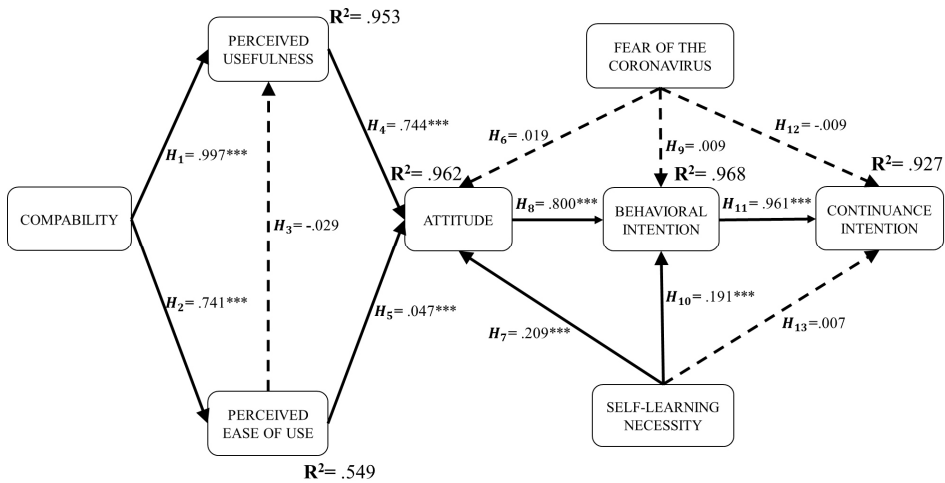 R²= .953
PERCEIVED
USEFULNESS
FEAR OF THE
CORONAVIRUS
H₄= .744***
H₆= .019
H₁₂= -.009
H₉= .009
H₁= .997***
R²= .962
R²= .968
R²= .927
COMPABILITY
H₃= -.029
ATTITUDE
H₈= .800***
BEHAVIORAL
INTENTION
H₁₁= .961***
CONTINUANCE
INTENTION
H₂= .741***
H₅= .047***
H₇= .209***
H₁₀= .191***
H₁₃=.007
PERCEIVED
EASE OF USE
SELF-LEARNING
NECESSITY
R²= .549